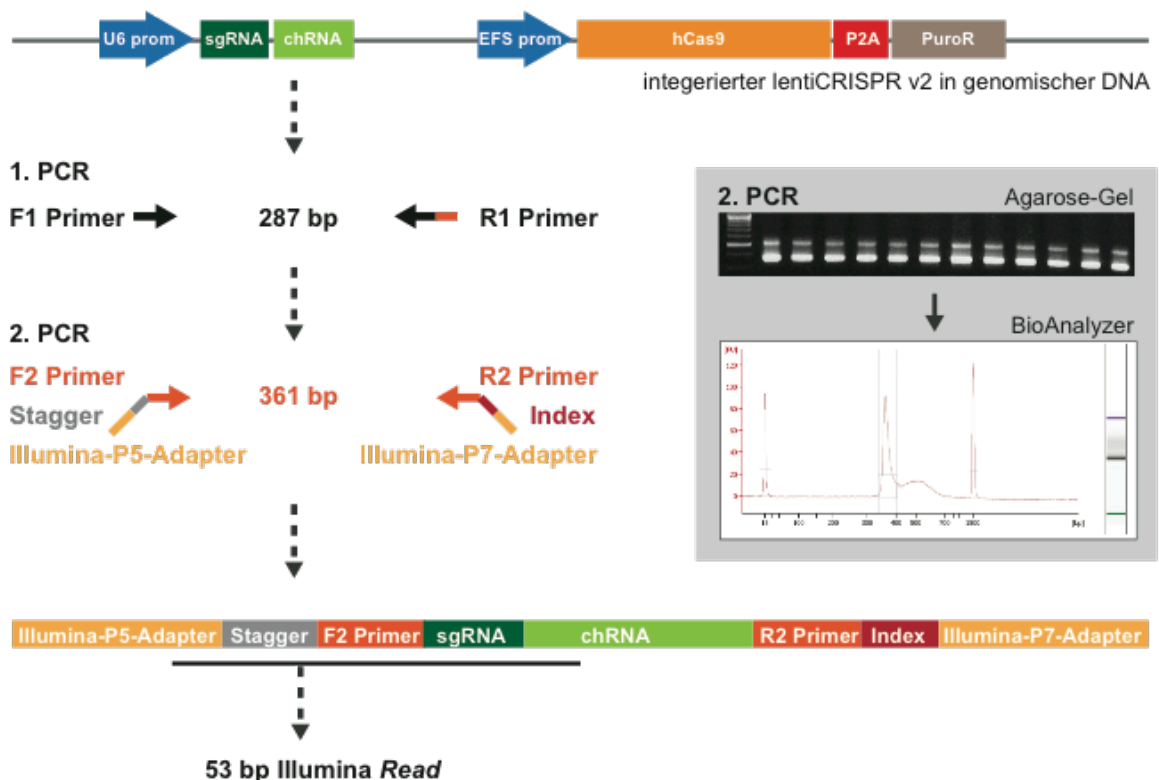 U6 prom sgRNA chRNA EFS prom hCas9 P2A PuroR
integerierter lentiCRISPR v2 in genomischer DNA
1. PCR
F1 Primer 287 bp R1 Primer
2. PCR
F2 Primer 361 bp R2 Primer
Stagger Index
Illumina-P5-Adapter Illumina-P7-Adapter
2. PCR Agarose-Gel
BioAnalyzer
Illumina-P5-Adapter Stagger F2 Primer sgRNA chRNA R2 Primer Index Illumina-P7-Adapter
53 bp Illumina Read